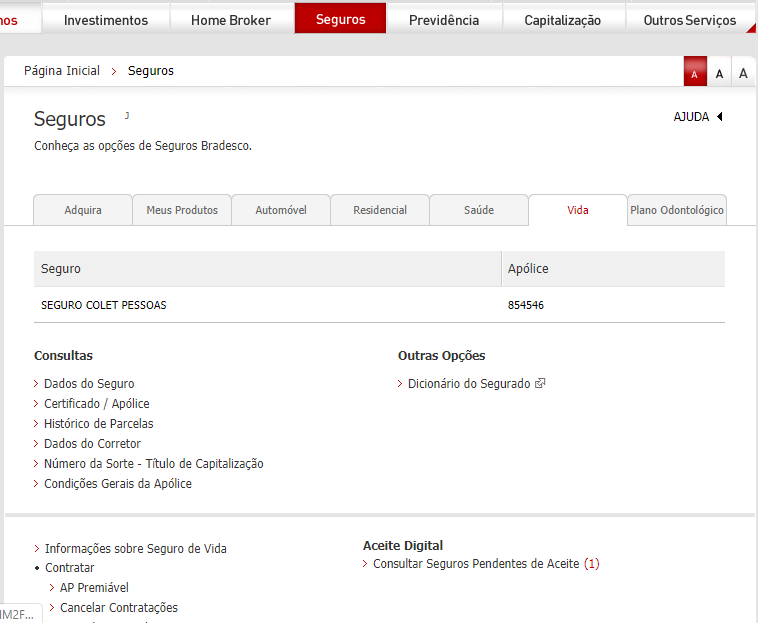 nos Investimentos Home Broker Seguros Previdência Capitalização Outros Serviços
Página Inicial Seguros A A A
Seguros J
AJUDA
Conheça as opções de Seguros Bradesco.
Adquira Meus Produtos Automóvel Residencial Saúde Vida Plano Odontológico
Seguro Apólice
SEGURO COLET PESSOAS 854546
Consultas
Dados do Seguro
Certificado / Apólice
Histórico de Parcelas
Dados do Corretor
Número da Sorte - Título de Capitalização
Condições Gerais da Apólice
Outras Opções
Dicionário do Segurado
Informações sobre Seguro de Vida
• Contratar
AP Premiável
Cancelar Contratações
Aceite Digital
Consultar Seguros Pendentes de Aceite (1)